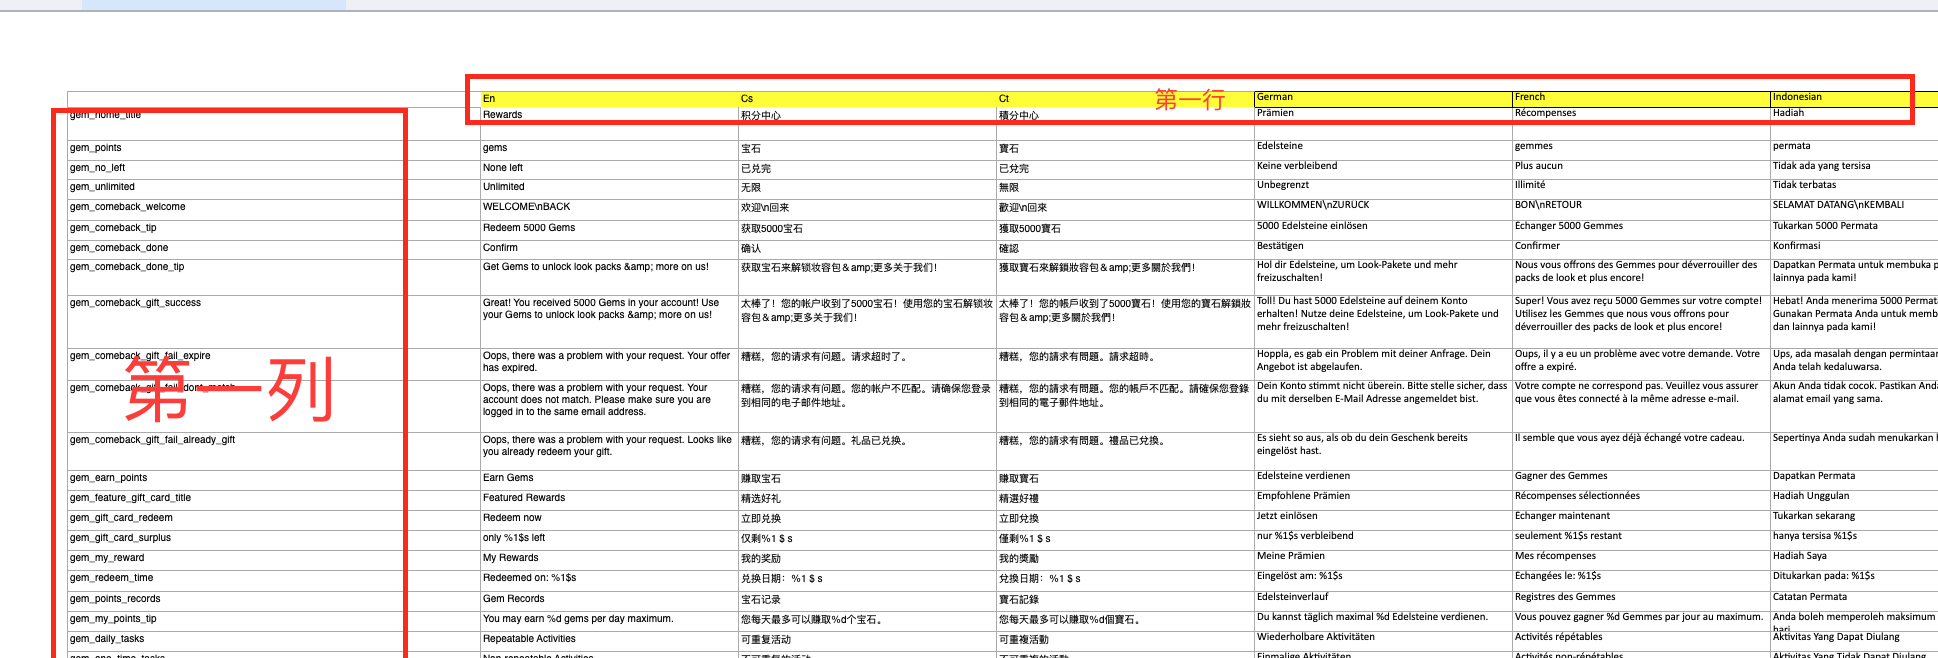 En Cs Ct German French Indonesian
第一行
gem_home_title Rewards 积分中心 積分中心 Prämien Récompenses Hadiah
gem_points gems 宝石 寶石 Edelsteine gemmes permata
gem_no_left None left 已兑完 已兌完 Keine verbleibend Plus aucun Tidak ada yang tersisa
gem_unlimited Unlimited 无限 無限 Unbegrenzt Illimité Tidak terbatas
gem_comeback_welcome WELCOME\nBACK 欢迎\n回来 歡迎\n回來 WILLKOMMEN\nZURÜCK BON\nRETOUR SELAMAT DATANG\nKEMBALI
gem_comeback_tip Redeem 5000 Gems 获取5000宝石 獲取5000寶石 5000 Edelsteine einlösen Échanger 5000 Gemmes Tukarkan 5000 Permata
gem_comeback_done Confirm 确认 確認 Bestätigen Confirmer Konfirmasi
gem_comeback_done_tip Get Gems to unlock look packs &amp; more on us! 获取宝石来解锁妆容包＆amp;更多关于我们！ 獲取寶石來解鎖妝容包＆amp;更多關於我們！ Hol dir Edelsteine, um Look-Pakete und mehr freizuschalten! Nous vous offrons des Gemmes pour déverrouiller des packs de look et plus encore! Dapatkan Permata untuk membuka lainnya pada kami!
gem_comeback_gift_success Great! You received 5000 Gems in your account! Use your Gems to unlock look packs &amp; more on us! 太棒了！您的帐户收到了5000宝石！使用您的宝石解锁妆容包＆amp;更多关于我们！ 太棒了！您的帳戶收到了5000寶石！使用您的寶石解鎖妝容包＆amp;更多關於我們！ Toll! Du hast 5000 Edelsteine auf deinem Konto erhalten! Nutze deine Edelsteine, um Look-Pakete und mehr freizuschalten! Super! Vous avez reçu 5000 Gemmes sur votre compte! Utilisez les Gemmes que nous vous offrons pour déverrouiller des packs de look et plus encore! Hebat! Anda menerima 5000 Gunakan Permata Anda untuk dan lainnya pada kami!
gem_comeback_gift_fail_expire Oops, there was a problem with your request. Your offer has expired. 糟糕，您的请求有问题。请求超时了。 糟糕，您的請求有問題。請求超時。 Hoppla, es gab ein Problem mit deiner Anfrage. Dein Angebot ist abgelaufen. Oups, il y a eu un problème avec votre demande. Votre offre a expiré. Ups, ada masalah dengan Anda telah kedaluwarsa.
第一列
gem_comeback_gift_fail_dont_match Oops, there was a problem with your request. Your account does not match. Please make sure you are logged in to the same email address. 糟糕，您的请求有问题。您的帐户不匹配。请确保您登录到相同的电子邮件地址。 糟糕，您的請求有問題。您的帳戶不匹配。請確保您登錄到相同的電子郵件地址。 Dein Konto stimmt nicht überein. Bitte stelle sicher, dass du mit derselben E-Mail Adresse angemeldet bist. Votre compte ne correspond pas. Veuillez vous assurer que vous êtes connecté à la même adresse e-mail. Akun Anda tidak cocok. Pastikan alamat email yang sama.
gem_comeback_gift_fail_already_gift Oops, there was a problem with your request. Looks like you already redeem your gift. 糟糕，您的请求有问题。礼品已兑换。 糟糕，您的請求有問題。禮品已兌換。 Es sieht so aus, als ob du dein Geschenk bereits eingelöst hast. Il semble que vous ayez déjà échangé votre cadeau. Sepertinya Anda sudah menukarkan
gem_earn_points Earn Gems 赚取宝石 賺取寶石 Edelsteine verdienen Gagner des Gemmes Dapatkan Permata
gem_feature_gift_card_title Featured Rewards 精选好礼 精選好禮 Empfohlene Prämien Récompenses sélectionnées Hadiah Unggulan
gem_gift_card_redeem Redeem now 立即兑换 立即兌換 Jetzt einlösen Échanger maintenant Tukarkan sekarang
gem_gift_card_surplus only %1$s left 仅剩%1＄s 僅剩%1＄s nur %1$s verbleibend seulement %1$s restant hanya tersisa %1$s
gem_my_reward My Rewards 我的奖励 我的獎勵 Meine Prämien Mes récompenses Hadiah Saya
gem_redeem_time Redeemed on: %1$s 兑换日期：%1＄s 兌換日期：%1＄s Eingelöst am: %1$s Échangées le: %1$s Ditukarkan pada: %1$s
gem_points_records Gem Records 宝石记录 寶石記錄 Edelsteinverlauf Registres des Gemmes Catatan Permata
gem_my_points_tip You may earn %d gems per day maximum. 您每天最多可以赚取%d个宝石。 您每天最多可以賺取%d個寶石。 Du kannst täglich maximal %d Edelsteine verdienen. Vous pouvez gagner %d Gemmes par jour au maximum. Anda boleh memperoleh maksimum hari
gem_daily_tasks Repeatable Activities 可重复活动 可重複活動 Wiederholbare Aktivitäten Activités répétables Aktivitas Yang Dapat Diulang
gem_one_time_tasks Non-repeatable Activities 不可重复的活动 不可重複的活動 Einmalige Aktivitäten Activités non-répétables Aktivitas Yang Tidak Dapat Diulang